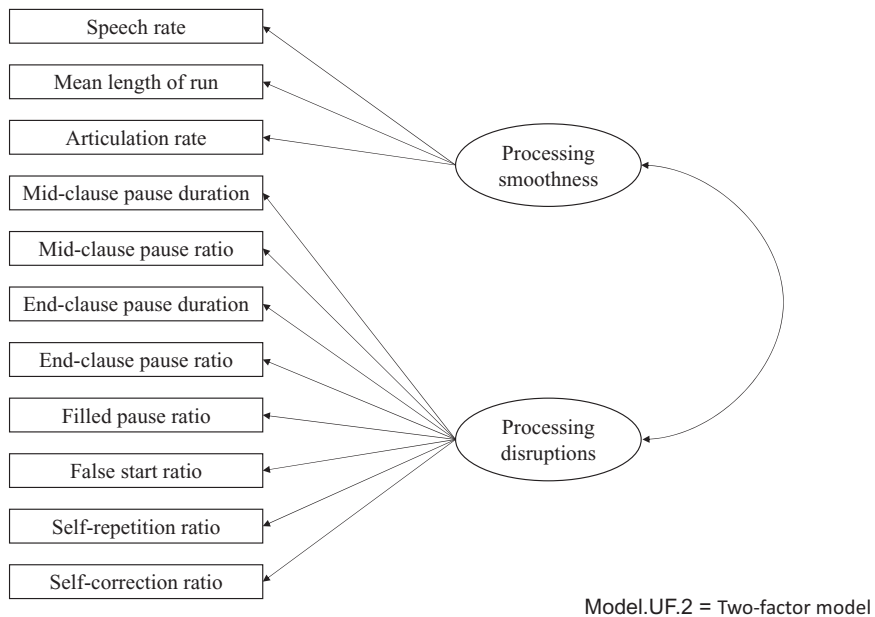 Speech rate
Mean length of run
Articulation rate
Mid-clause pause duration
Mid-clause pause ratio
End-clause pause duration
End-clause pause ratio
Filled pause ratio
False start ratio
Self-repetition ratio
Self-correction ratio
Processing
smoothness
Processing
disruptions
Model.UF.2 = Two-factor model